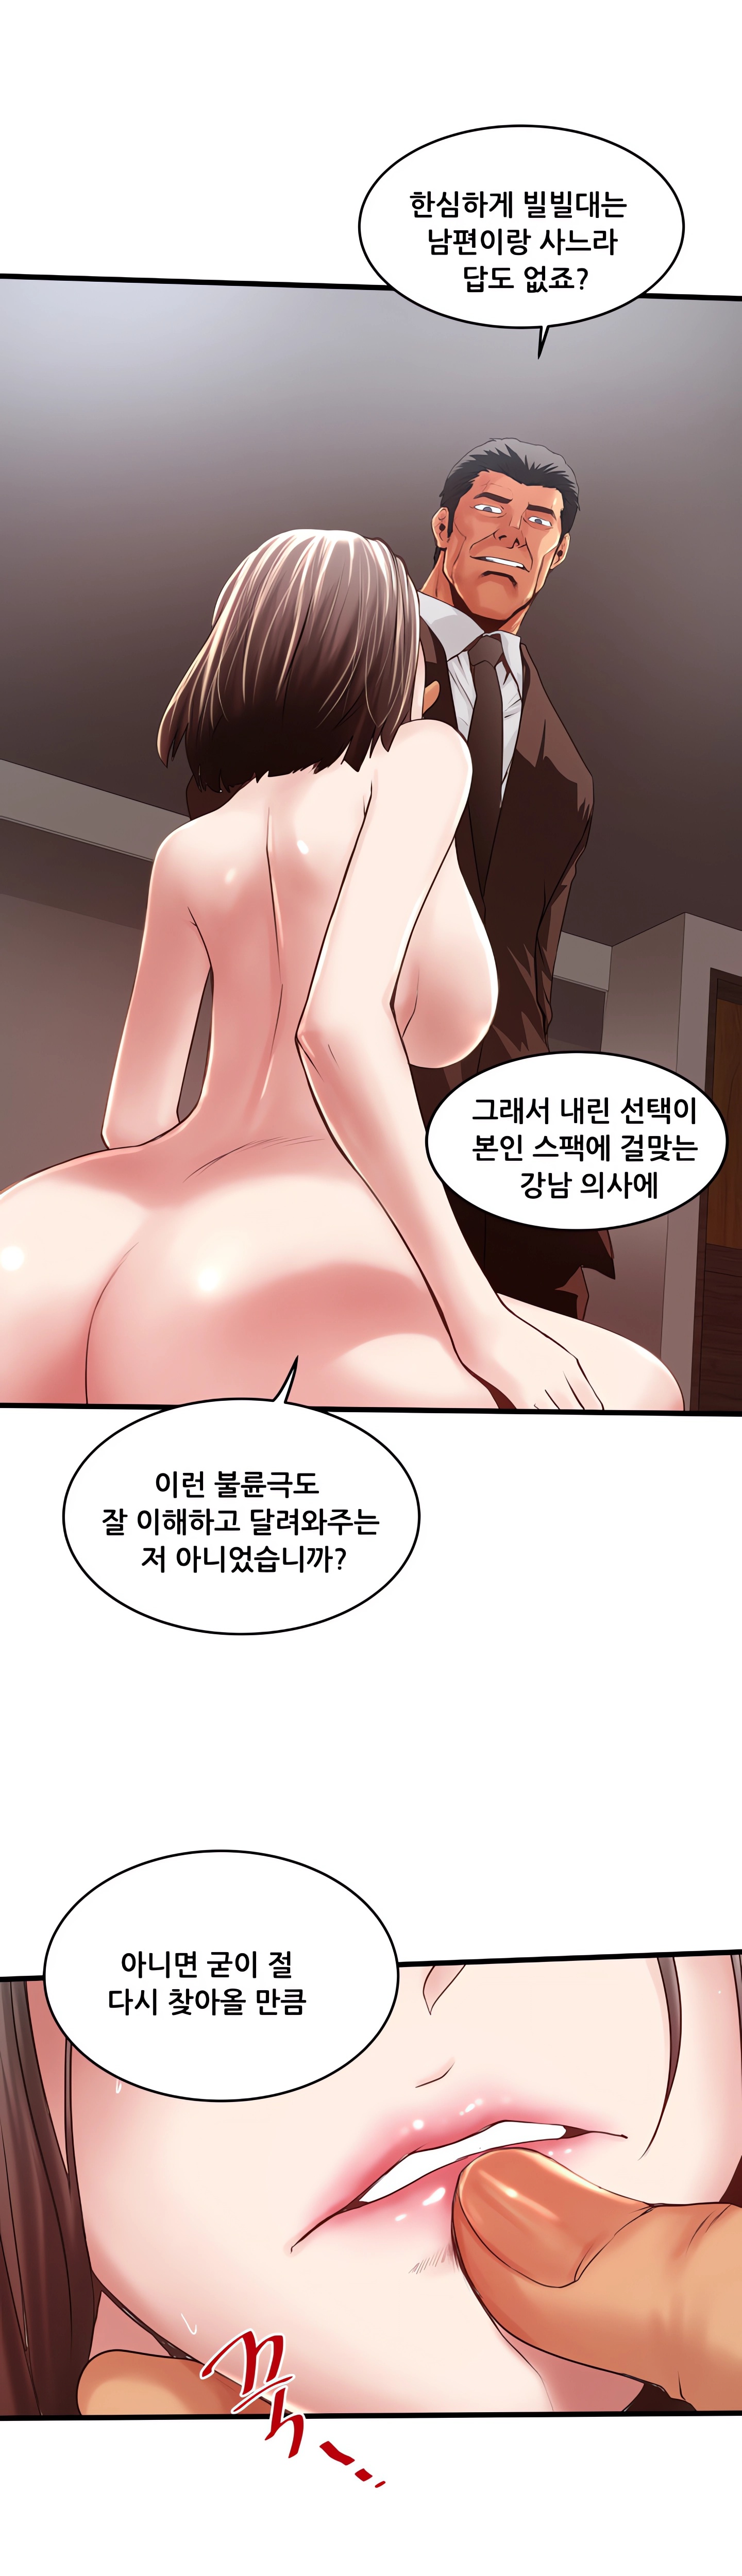 한심하게 빌빌대는
남편이랑 사느라
답도 없죠?
그래서 내린 선택이
본인 스팩에 걸맞는
강남 의사에
이런 불륜극도
잘 이해하고 달려와주는
저 아니었습니까?
아니면 굳이 절
다시 찾아올 만큼
꾹~...